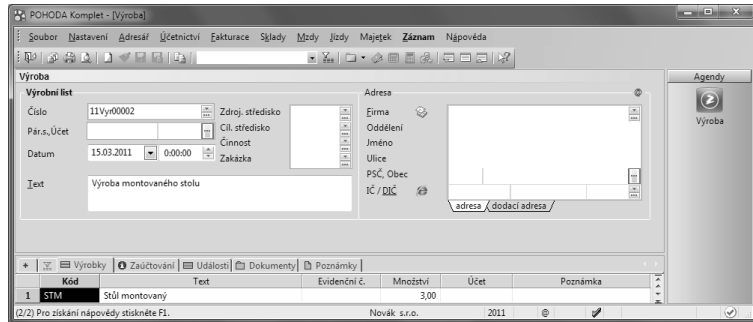 POHODA Komplet - [Výroba]
Soubor Nastavení Adresář Účetnictví Fakturace Sklady Mzdy Jízdy Majetek Záznam Nápověda
Výroba
Agendy
Výrobní list
Adresa
@
Číslo 11Vyr00002 Zdroj. středisko Firma
Výroba
Pár.s.,Účet Cíl. středisko Oddělení
Činnost Jméno
Datum 15.03.2011 0:00:00 Zakázka Ulice
PSČ, Obec
Text Výroba montovaného stolu IČ / DIČ
adresa dodací adresa
+ Výrobky Zaúčtování Události Dokumenty Poznámky
Kód Text Evidenční č. Množství Účet Poznámka
1 STM Stůl montovaný 3,00
(2/2) Pro získání nápovědy stiskněte F1. Novák s.r.o. 2011 @